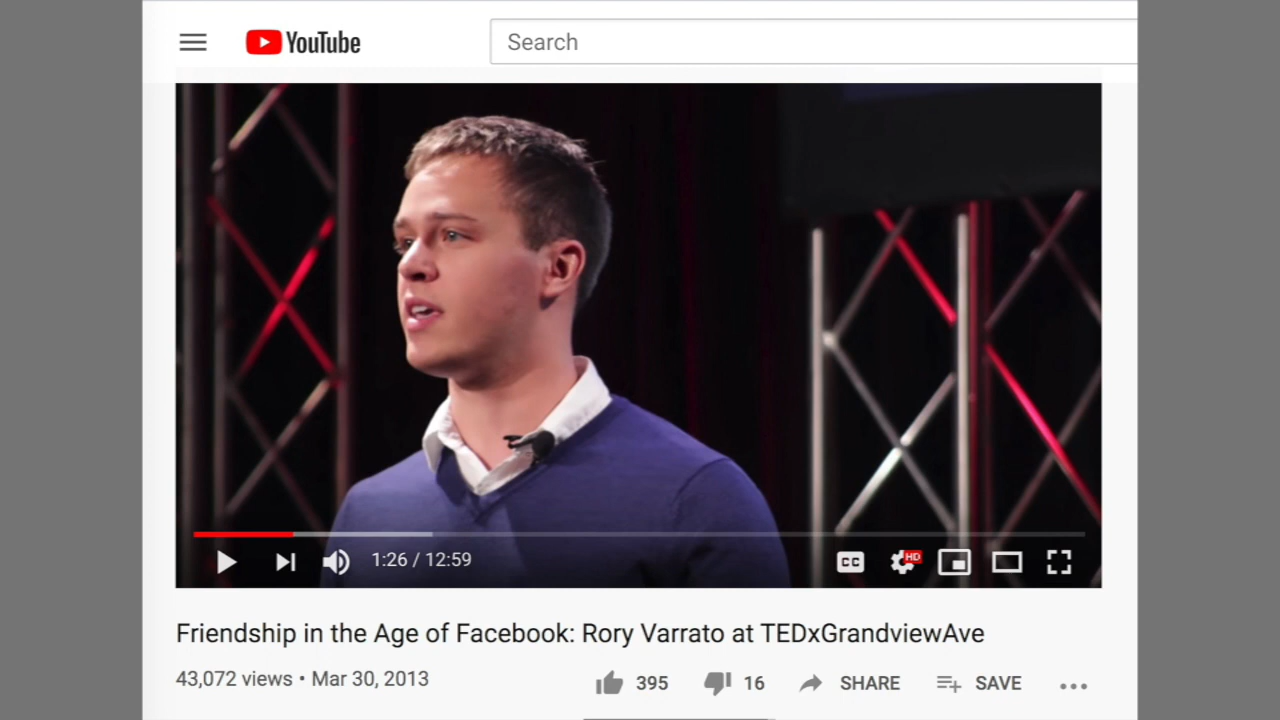 YouTube
Search
1:26 / 12:59
CC
HD
Friendship in the Age of Facebook: Rory Varrato at TEDxGrandviewAve
43,072 views • Mar 30, 2013
395
16
SHARE
SAVE